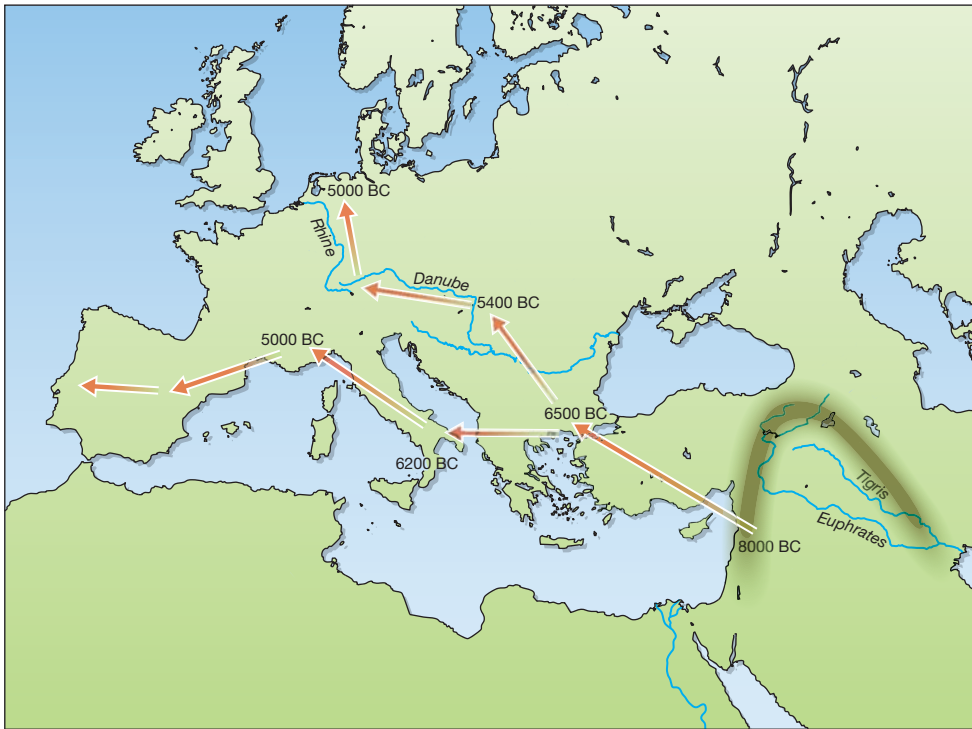 5000 BC
Rhine
Danube
5400 BC
5000 BC
6500 BC
6200 BC
Tigris
Euphrates
8000 BC